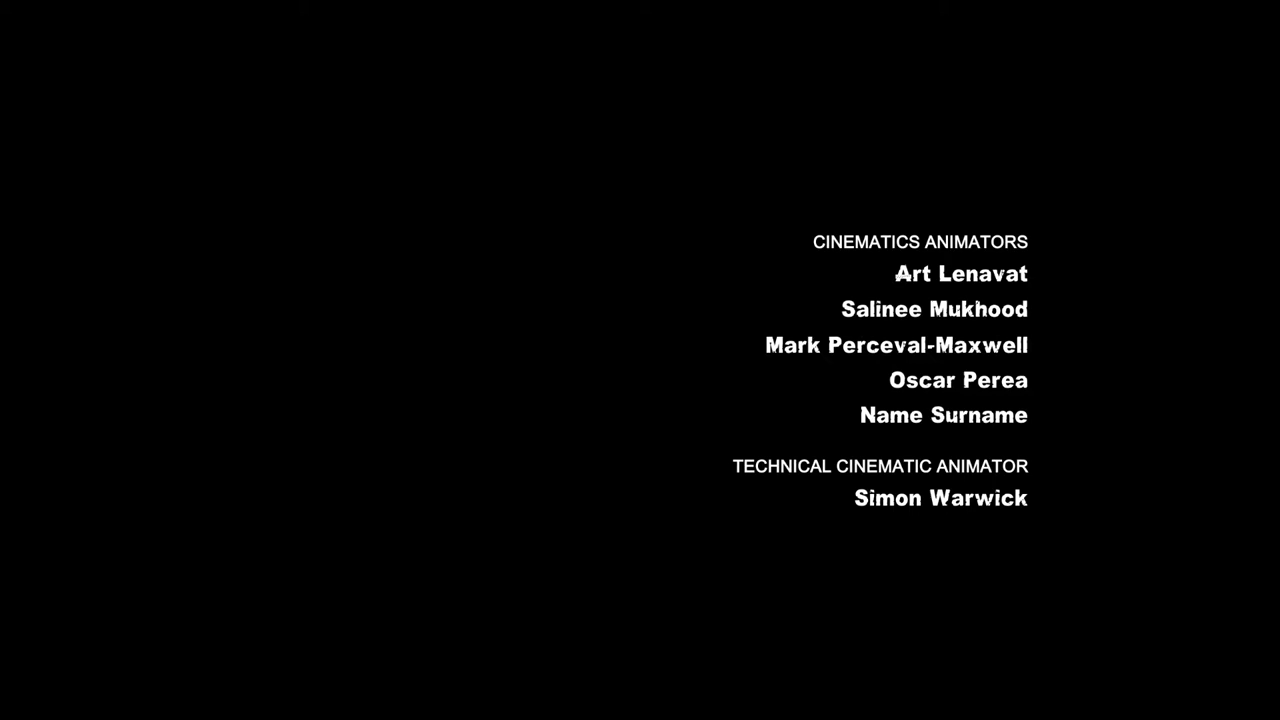 CINEMATICS ANIMATORS
Art Lenavat
Salinee Mukhood
Mark Perceval-Maxwell
Oscar Perea
Name Surname
TECHNICAL CINEMATIC ANIMATOR
Simon Warwick